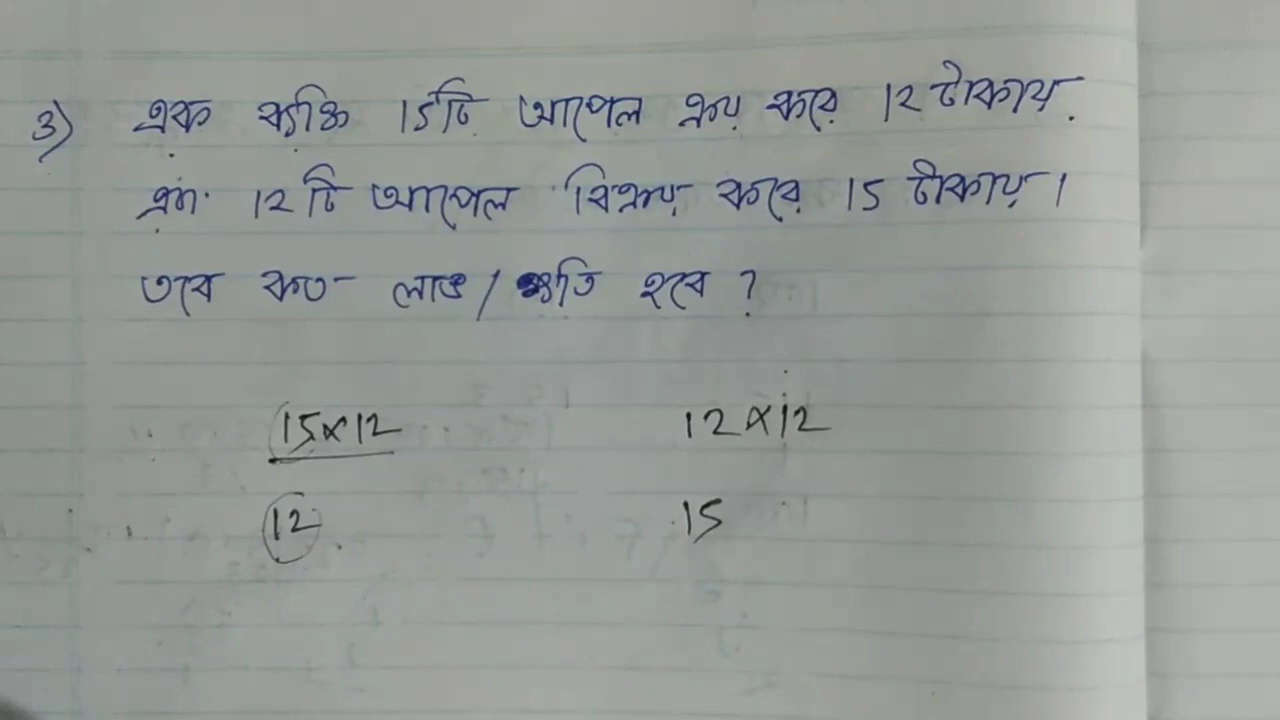 3) এক ব্যক্তি 15টি আপেল ক্রয় করে 12 টাকায়.
এবং 12 টি আপেল বিক্রয় করে 15 টাকায়।
তবে কত লাভ / ক্ষতি হবে ?
15×12 12×12
12 15